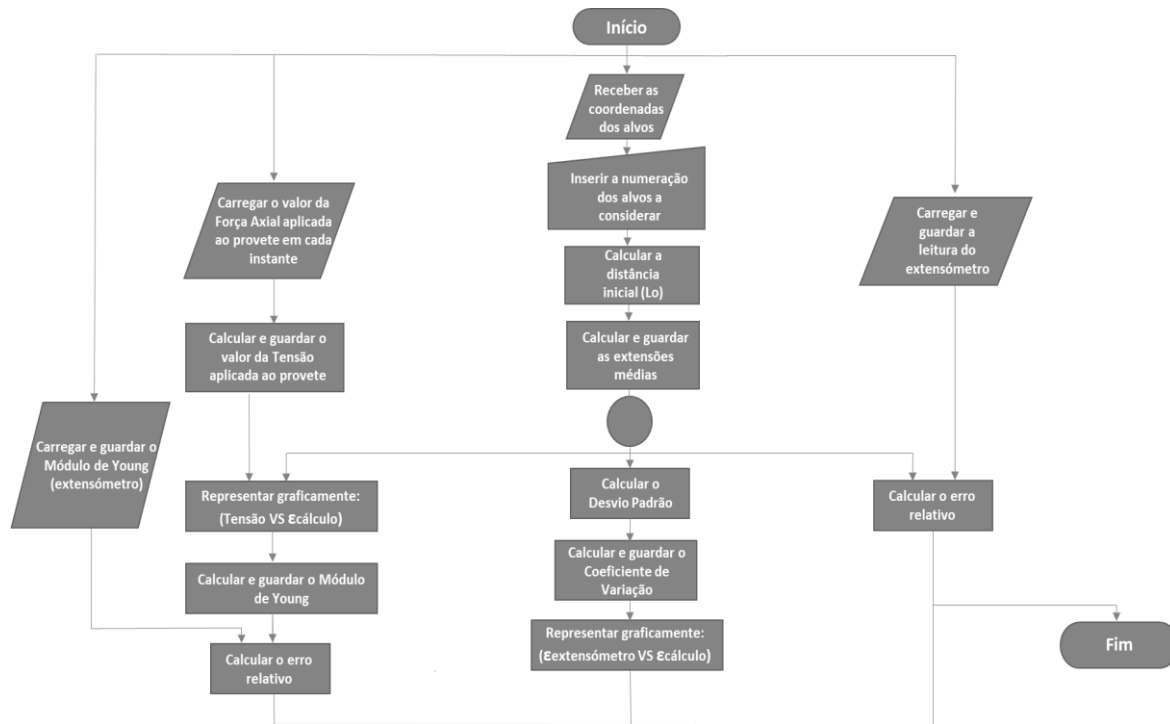 Início
Receber as
coordenadas
dos alvos
Inserir a numeração
dos alvos a
considerar
Carregar o valor da
Força Axial aplicada
ao provete em cada
instante
Carregar e
guardar a
leitura do
extensómetro
Calcular a
distância
inicial (Lo)
Calcular e guardar o
valor da Tensão
aplicada ao provete
Calcular e guardar
as extensões
médias
Carregar e guardar o
Módulo de Young
(extensómetro)
Representar graficamente:
(Tensão VS εcálculo)
Calcular o
Desvio Padrão
Calcular o erro
relativo
Calcular e guardar o Módulo
de Young
Calcular e guardar o
Coeficiente de
Variação
Calcular o erro
relativo
Representar graficamente:
(εextensómetro VS εcálculo)
Fim